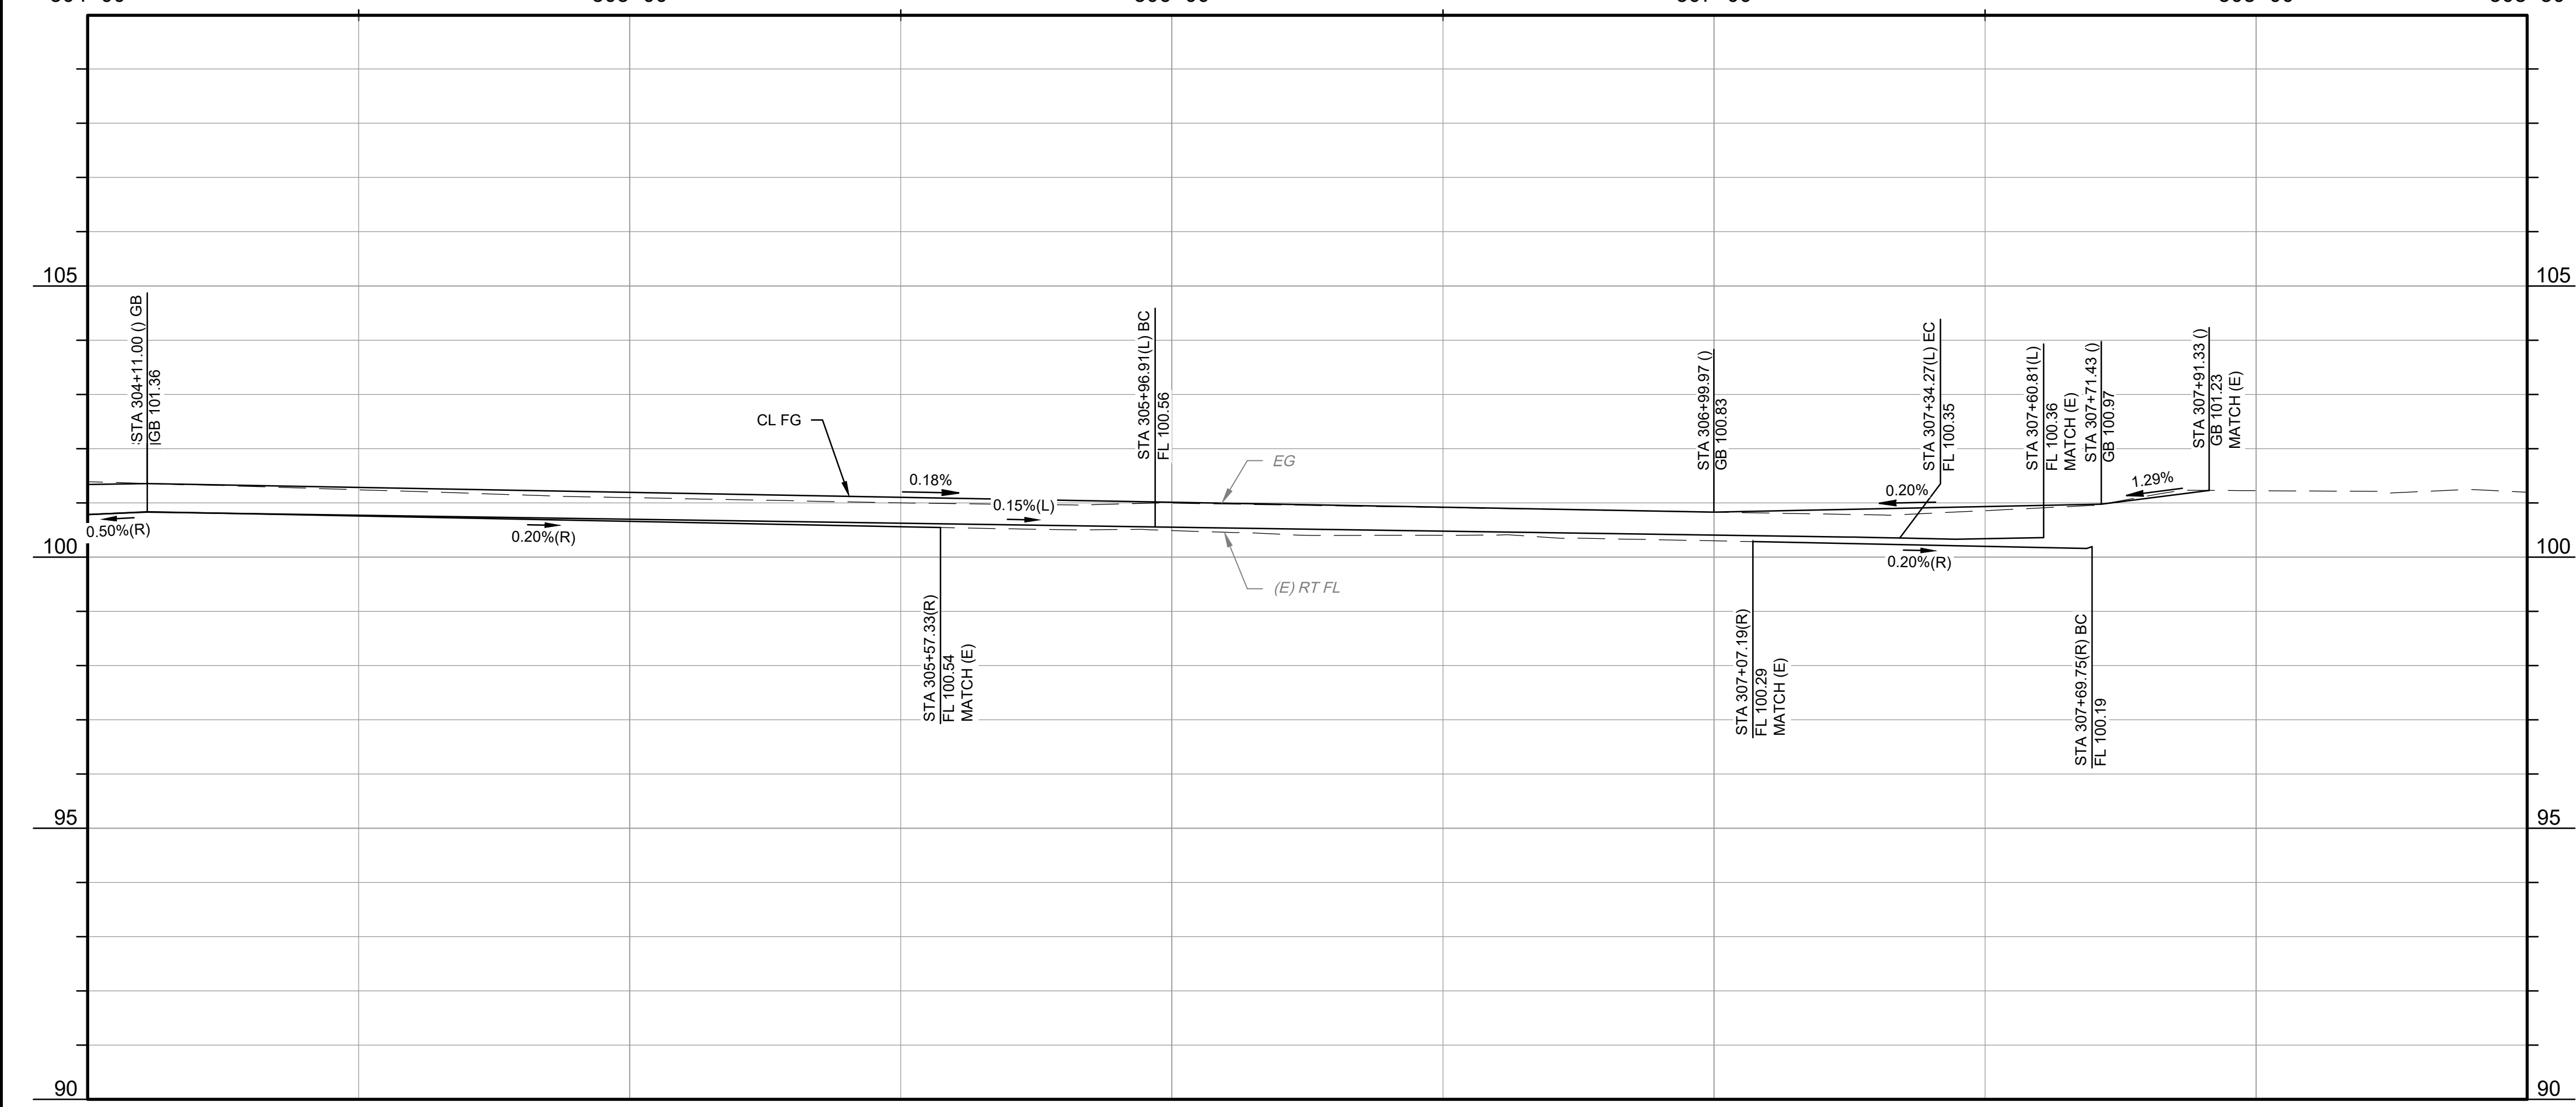 105
105
STA 304+11.00 () GB
GB 101.36
CL FG
0.18%
0.15%(L)
STA 305+96.91(L) BC
FL 100.56
EG
STA 306+99.97 ()
GB 100.83
0.20%
STA 307+34.27(L) EC
FL 100.35
STA 307+60.81(L)
FL 100.36
MATCH (E)
STA 307+71.43 ()
GB 100.97
1.29%
STA 307+91.33 ()
GB 101.23
MATCH (E)
0.50%(R)
0.20%(R)
100
100
0.20%(R)
(E) RT FL
STA 305+57.33(R)
FL 100.54
MATCH (E)
STA 307+07.19(R)
FL 100.29
MATCH (E)
STA 307+69.75(R) BC
FL 100.19
95
95
90
90